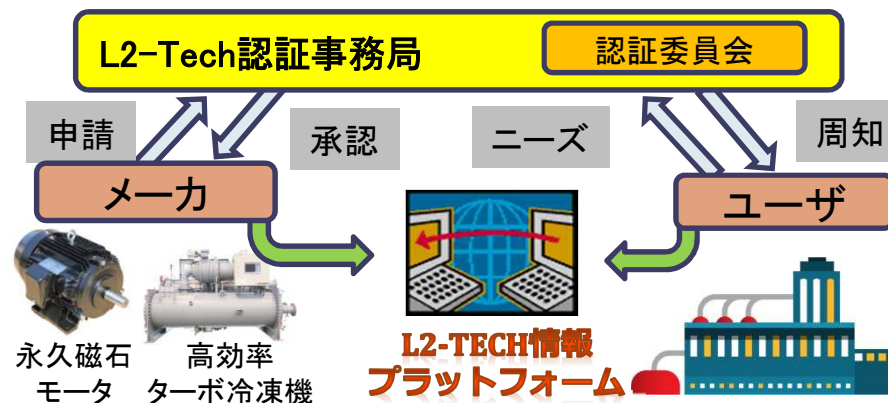 L2-Tech認証事務局
認証委員会
申請
承認
ニーズ
周知
メーカ
ユーザ
永久磁石
モータ
高効率
ターボ冷凍機
L2-TECH情報
プラットフォーム